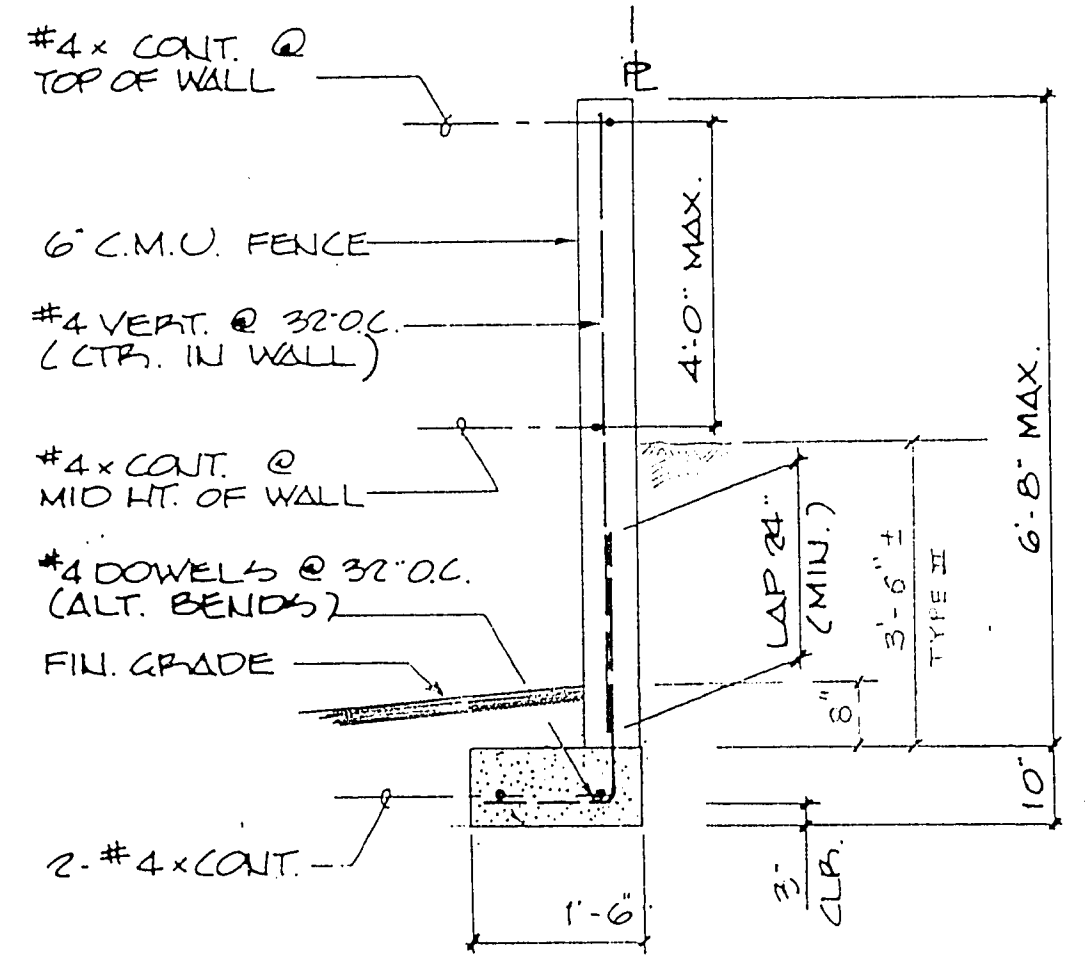 #4 x CONT. @
TOP OF WALL
PL
6" C.M.U. FENCE
#4 VERT. @ 32"O.C.
(CTR. IN WALL)
4'-0" MAX.
#4 x CONT. @
MID HT. OF WALL
6'-8" MAX.
#4 DOWELS @ 32"O.C.
(ALT. BENDS)
LAP 24"
(MIN.)
3'-6" ±
TYPE II
FIN. GRADE
8"
10"
2-#4 x CONT.
3"
CLR.
1'-6"